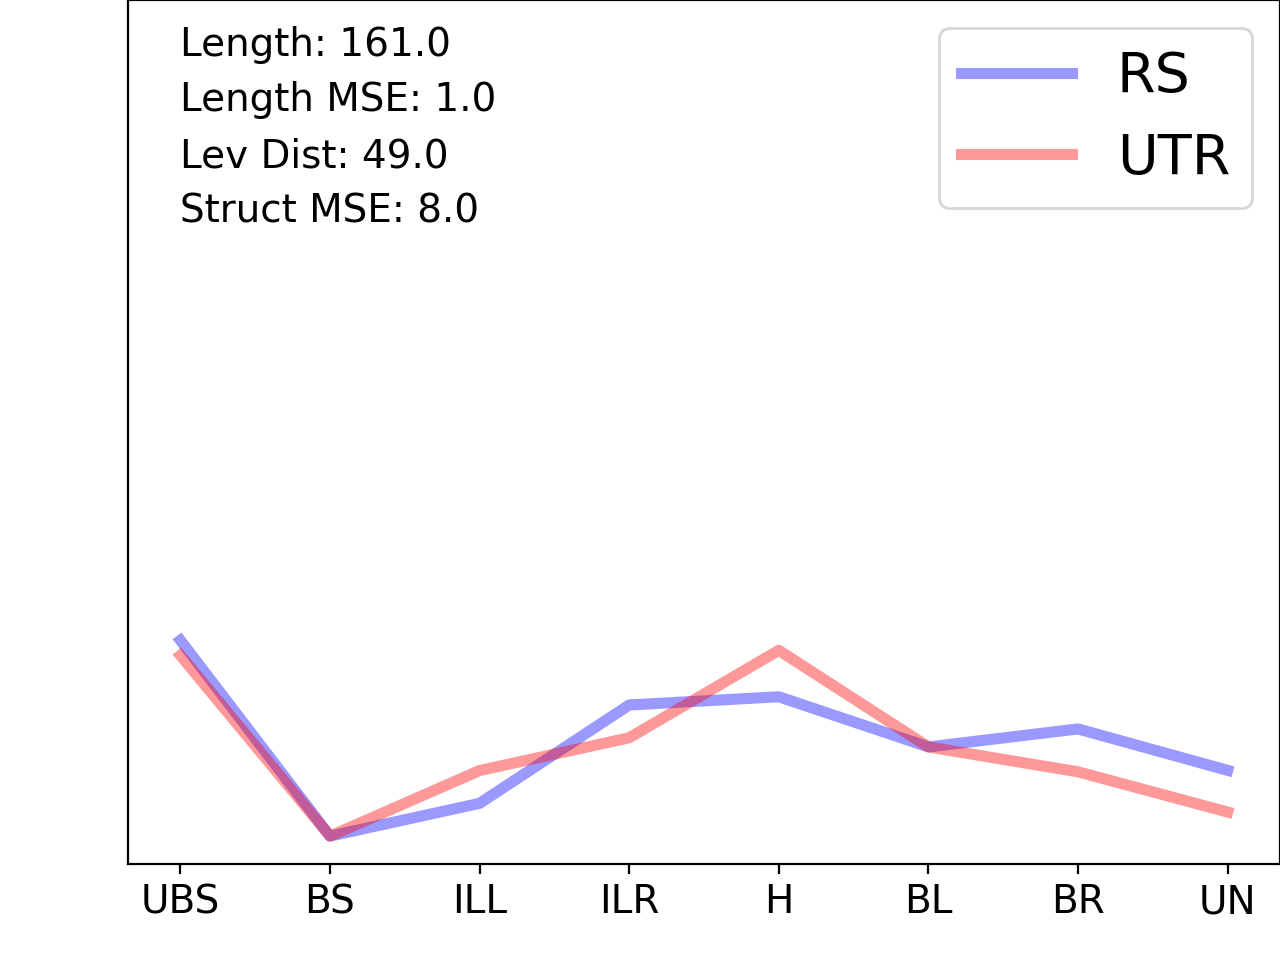 Length: 161.0
Length MSE: 1.0
Lev Dist: 49.0
Struct MSE: 8.0
RS
UTR
UBS BS ILL ILR H BL BR UN